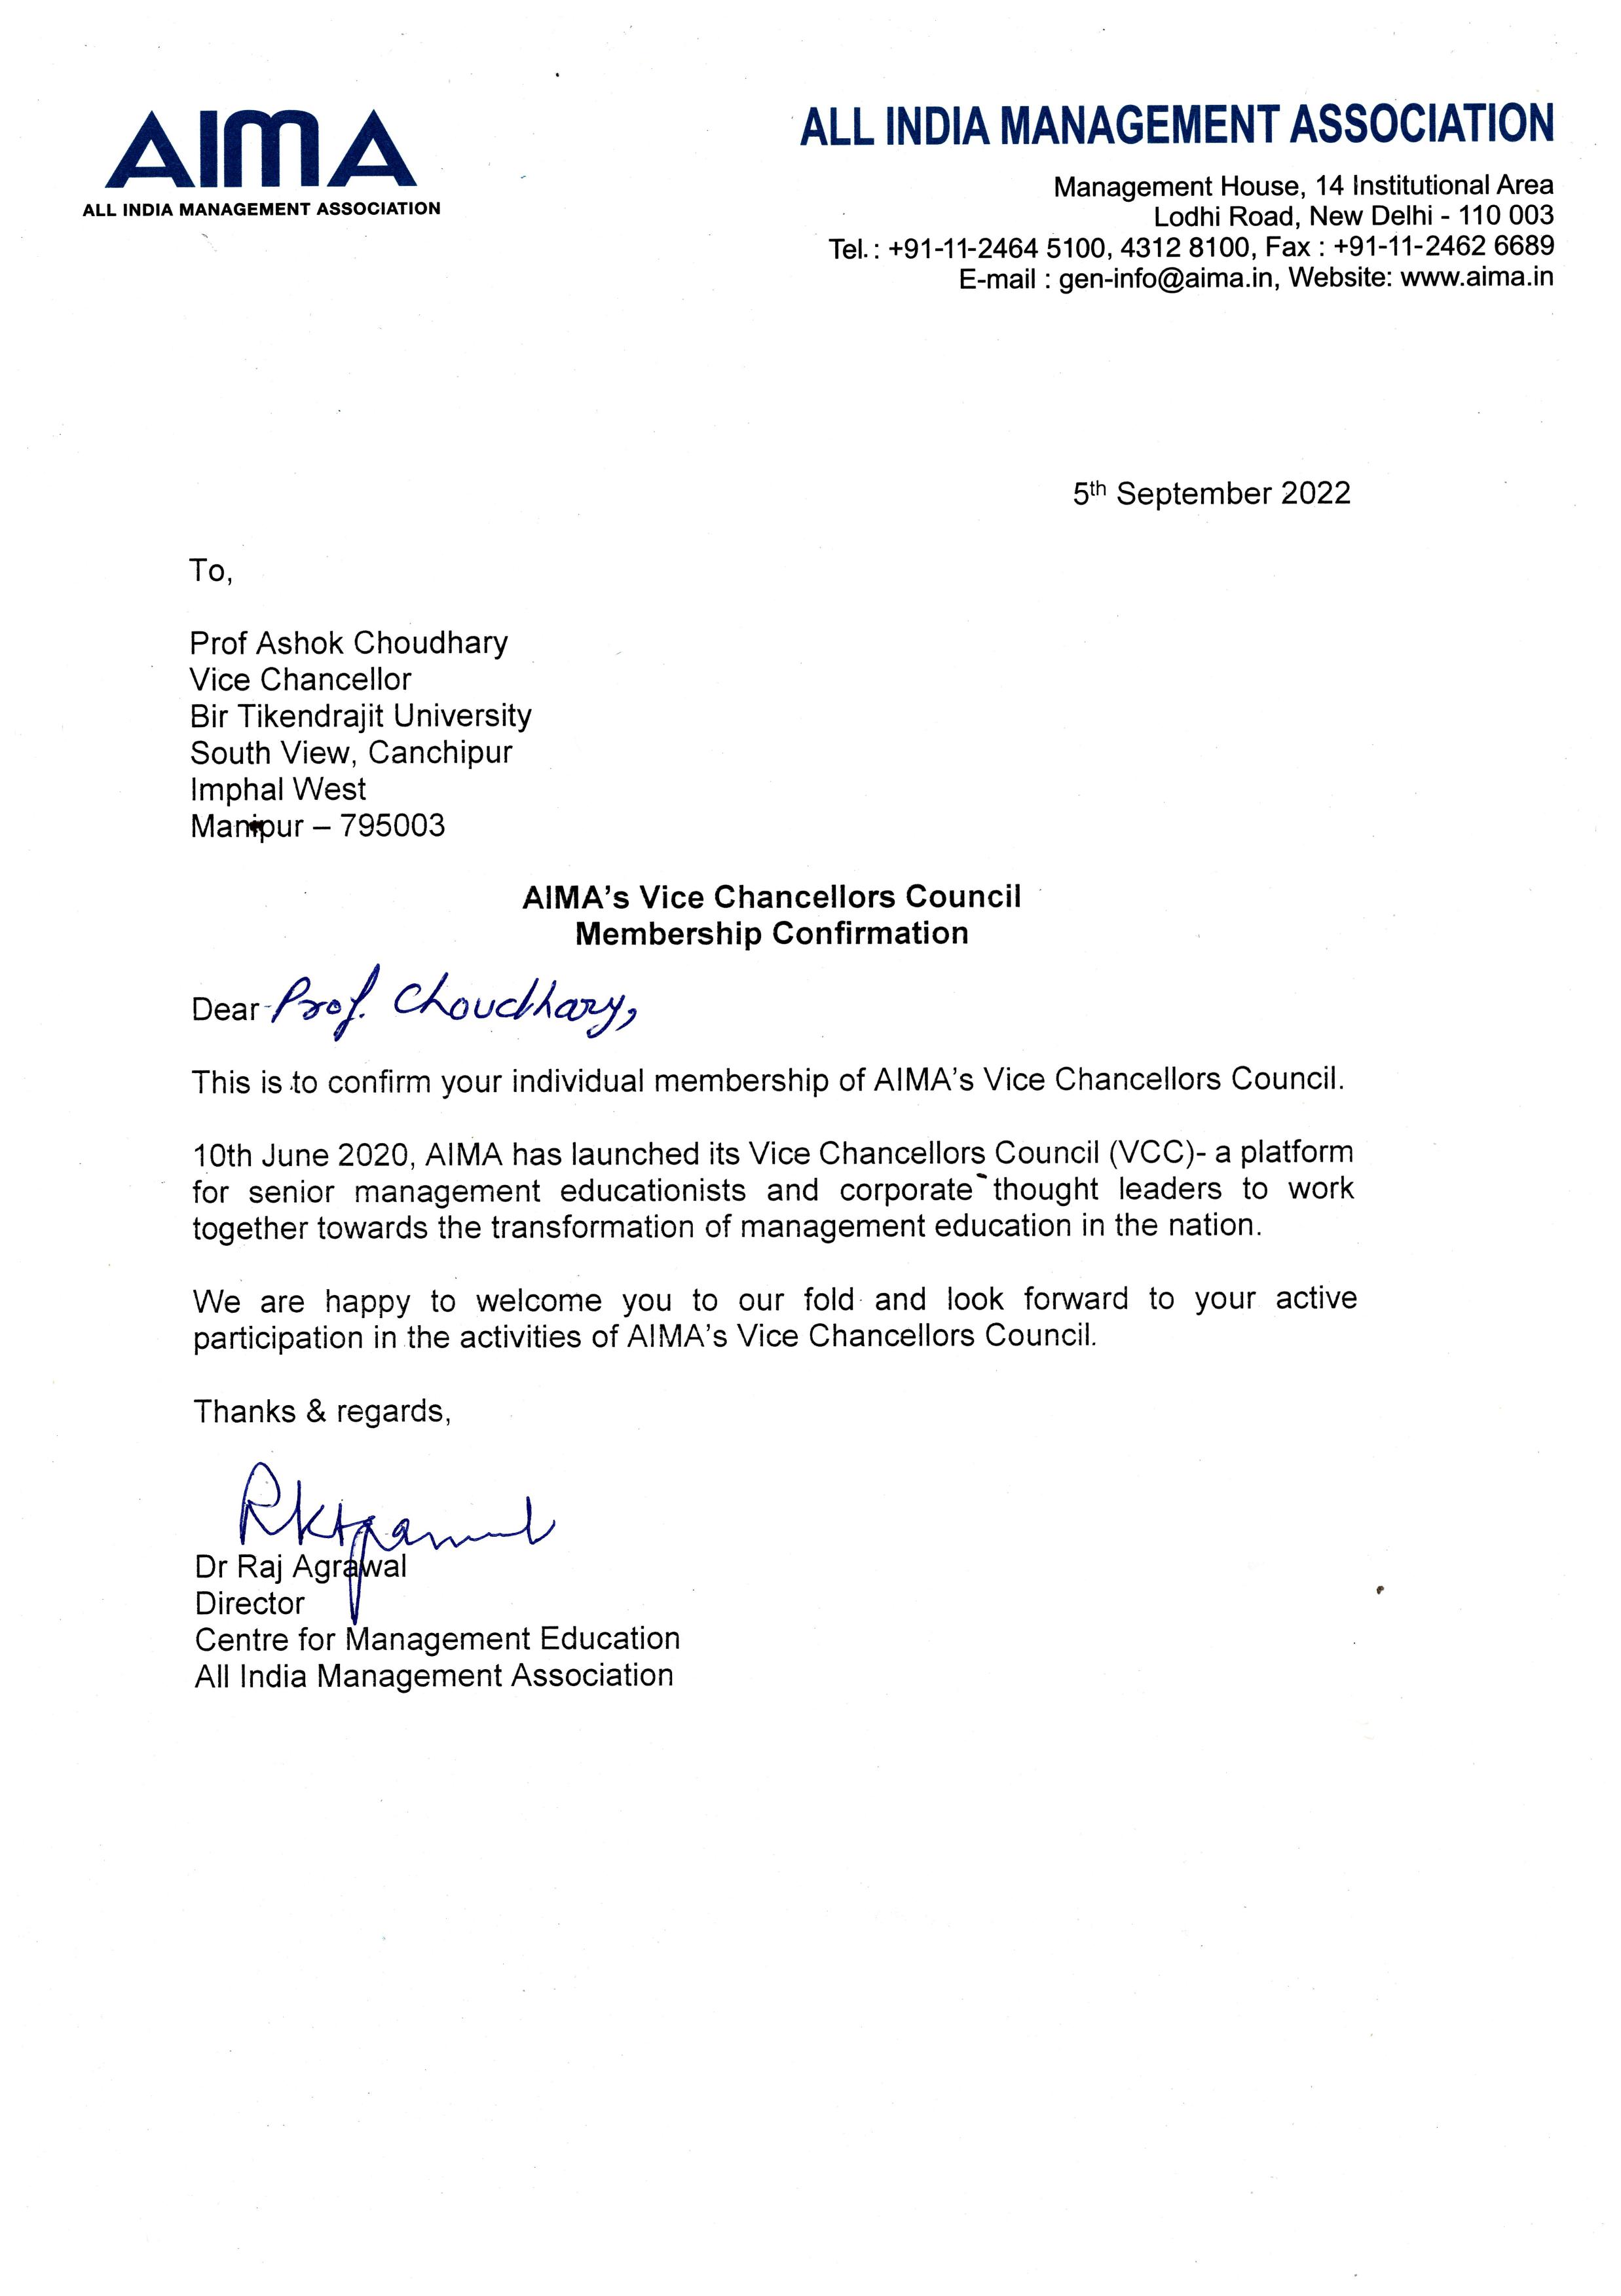 AIMA
ALL INDIA MANAGEMENT ASSOCIATION
ALL INDIA MANAGEMENT ASSOCIATION
Management House, 14 Institutional Area
Lodhi Road, New Delhi - 110 003
Tel. : +91-11-2464 5100, 4312 8100, Fax : +91-11-2462 6689
E-mail : gen-info@aima.in, Website: www.aima.in
5th September 2022
To,
Prof Ashok Choudhary
Vice Chancellor
Bir Tikendrajit University
South View, Canchipur
Imphal West
Manipur – 795003
AIMA's Vice Chancellors Council
Membership Confirmation
Dear Prof. Choudhary,
This is to confirm your individual membership of AIMA's Vice Chancellors Council.
10th June 2020, AIMA has launched its Vice Chancellors Council (VCC)- a platform
for senior management educationists and corporate thought leaders to work
together towards the transformation of management education in the nation.
We are happy to welcome you to our fold and look forward to your active
participation in the activities of AIMA's Vice Chancellors Council.
Thanks & regards,
RKAgrawal
Dr Raj Agrawal
Director
Centre for Management Education
All India Management Association